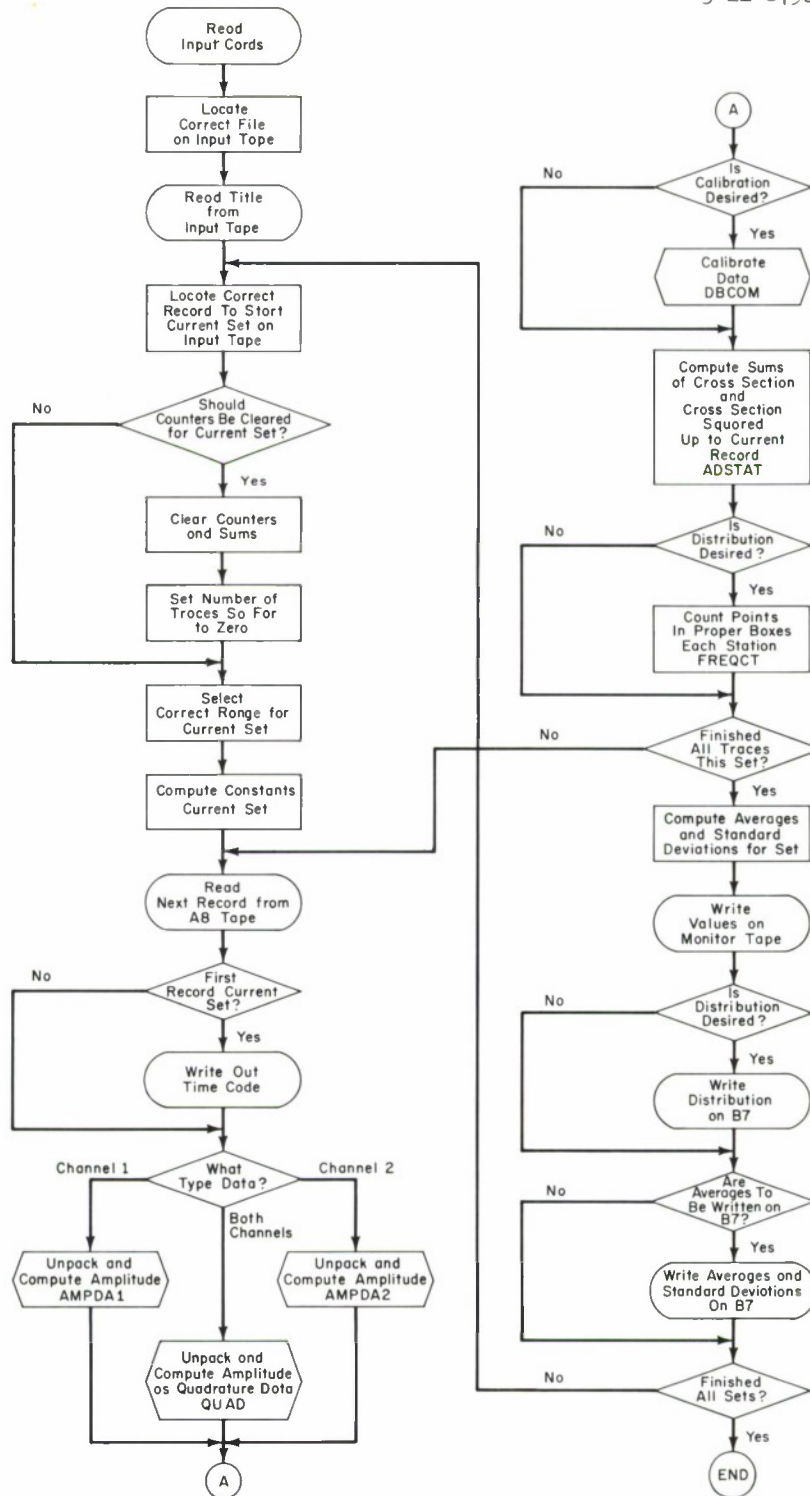 Read
Input Cards
Locate
Correct File
on Input Tape
Read Title
from
Input Tape
Locate Correct
Record To Start
Current Set on
Input Tape
No
Should
Counters Be Cleared
for Current Set?
Yes
Clear Counters
and Sums
Set Number of
Traces So Far
to Zero
Select
Correct Range for
Current Set
Compute Constants
Current Set
Read
Next Record from
A8 Tape
No
First
Record Current
Set?
Yes
Write Out
Time Code
Channel 1
What
Type Data?
Channel 2
Both
Channels
Unpack and
Compute Amplitude
AMPDA1
Unpack and
Compute Amplitude
AMPDA2
Unpack and
Compute Amplitude
as Quadrature Data
QUAD
A
A
No
Is
Calibration
Desired?
Yes
Calibrate
Data
DBCOM
Compute Sums
of Cross Section
and
Cross Section
Squared
Up to Current
Record
ADSTAT
No
Is
Distribution
Desired?
Yes
Count Points
In Proper Boxes
Each Station
FREQCT
No
Finished
All Traces
This Set?
Yes
Compute Averages
and Standard
Deviations for Set
Write
Values on
Monitor Tape
No
Is
Distribution
Desired?
Yes
Write
Distribution
on B7
No
Are
Averages To
Be Written on
B7?
Yes
Write Averages and
Standard Deviations
On B7
No
Finished
All Sets?
Yes
END